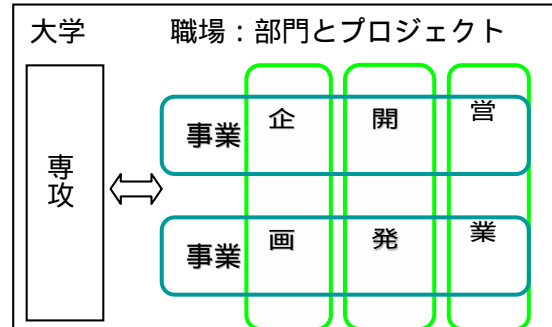 大学
職場：部門とプロジェクト
専攻
事業
事業
企画
開発
営業